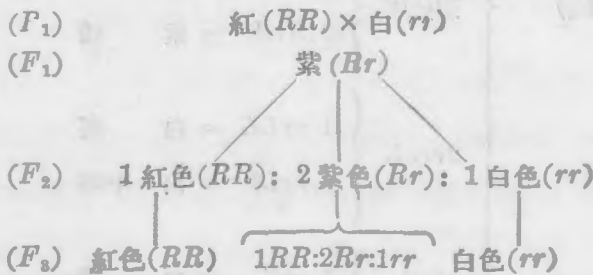 (P₁) 紅(RR)×白(rr)
(F₁) 紫(Rr)
(F₂) 1紅色(RR): 2紫色(Rr): 1白色(rr)
(F₃) 紅色(RR) 1RR:2Rr:1rr 白色(rr)